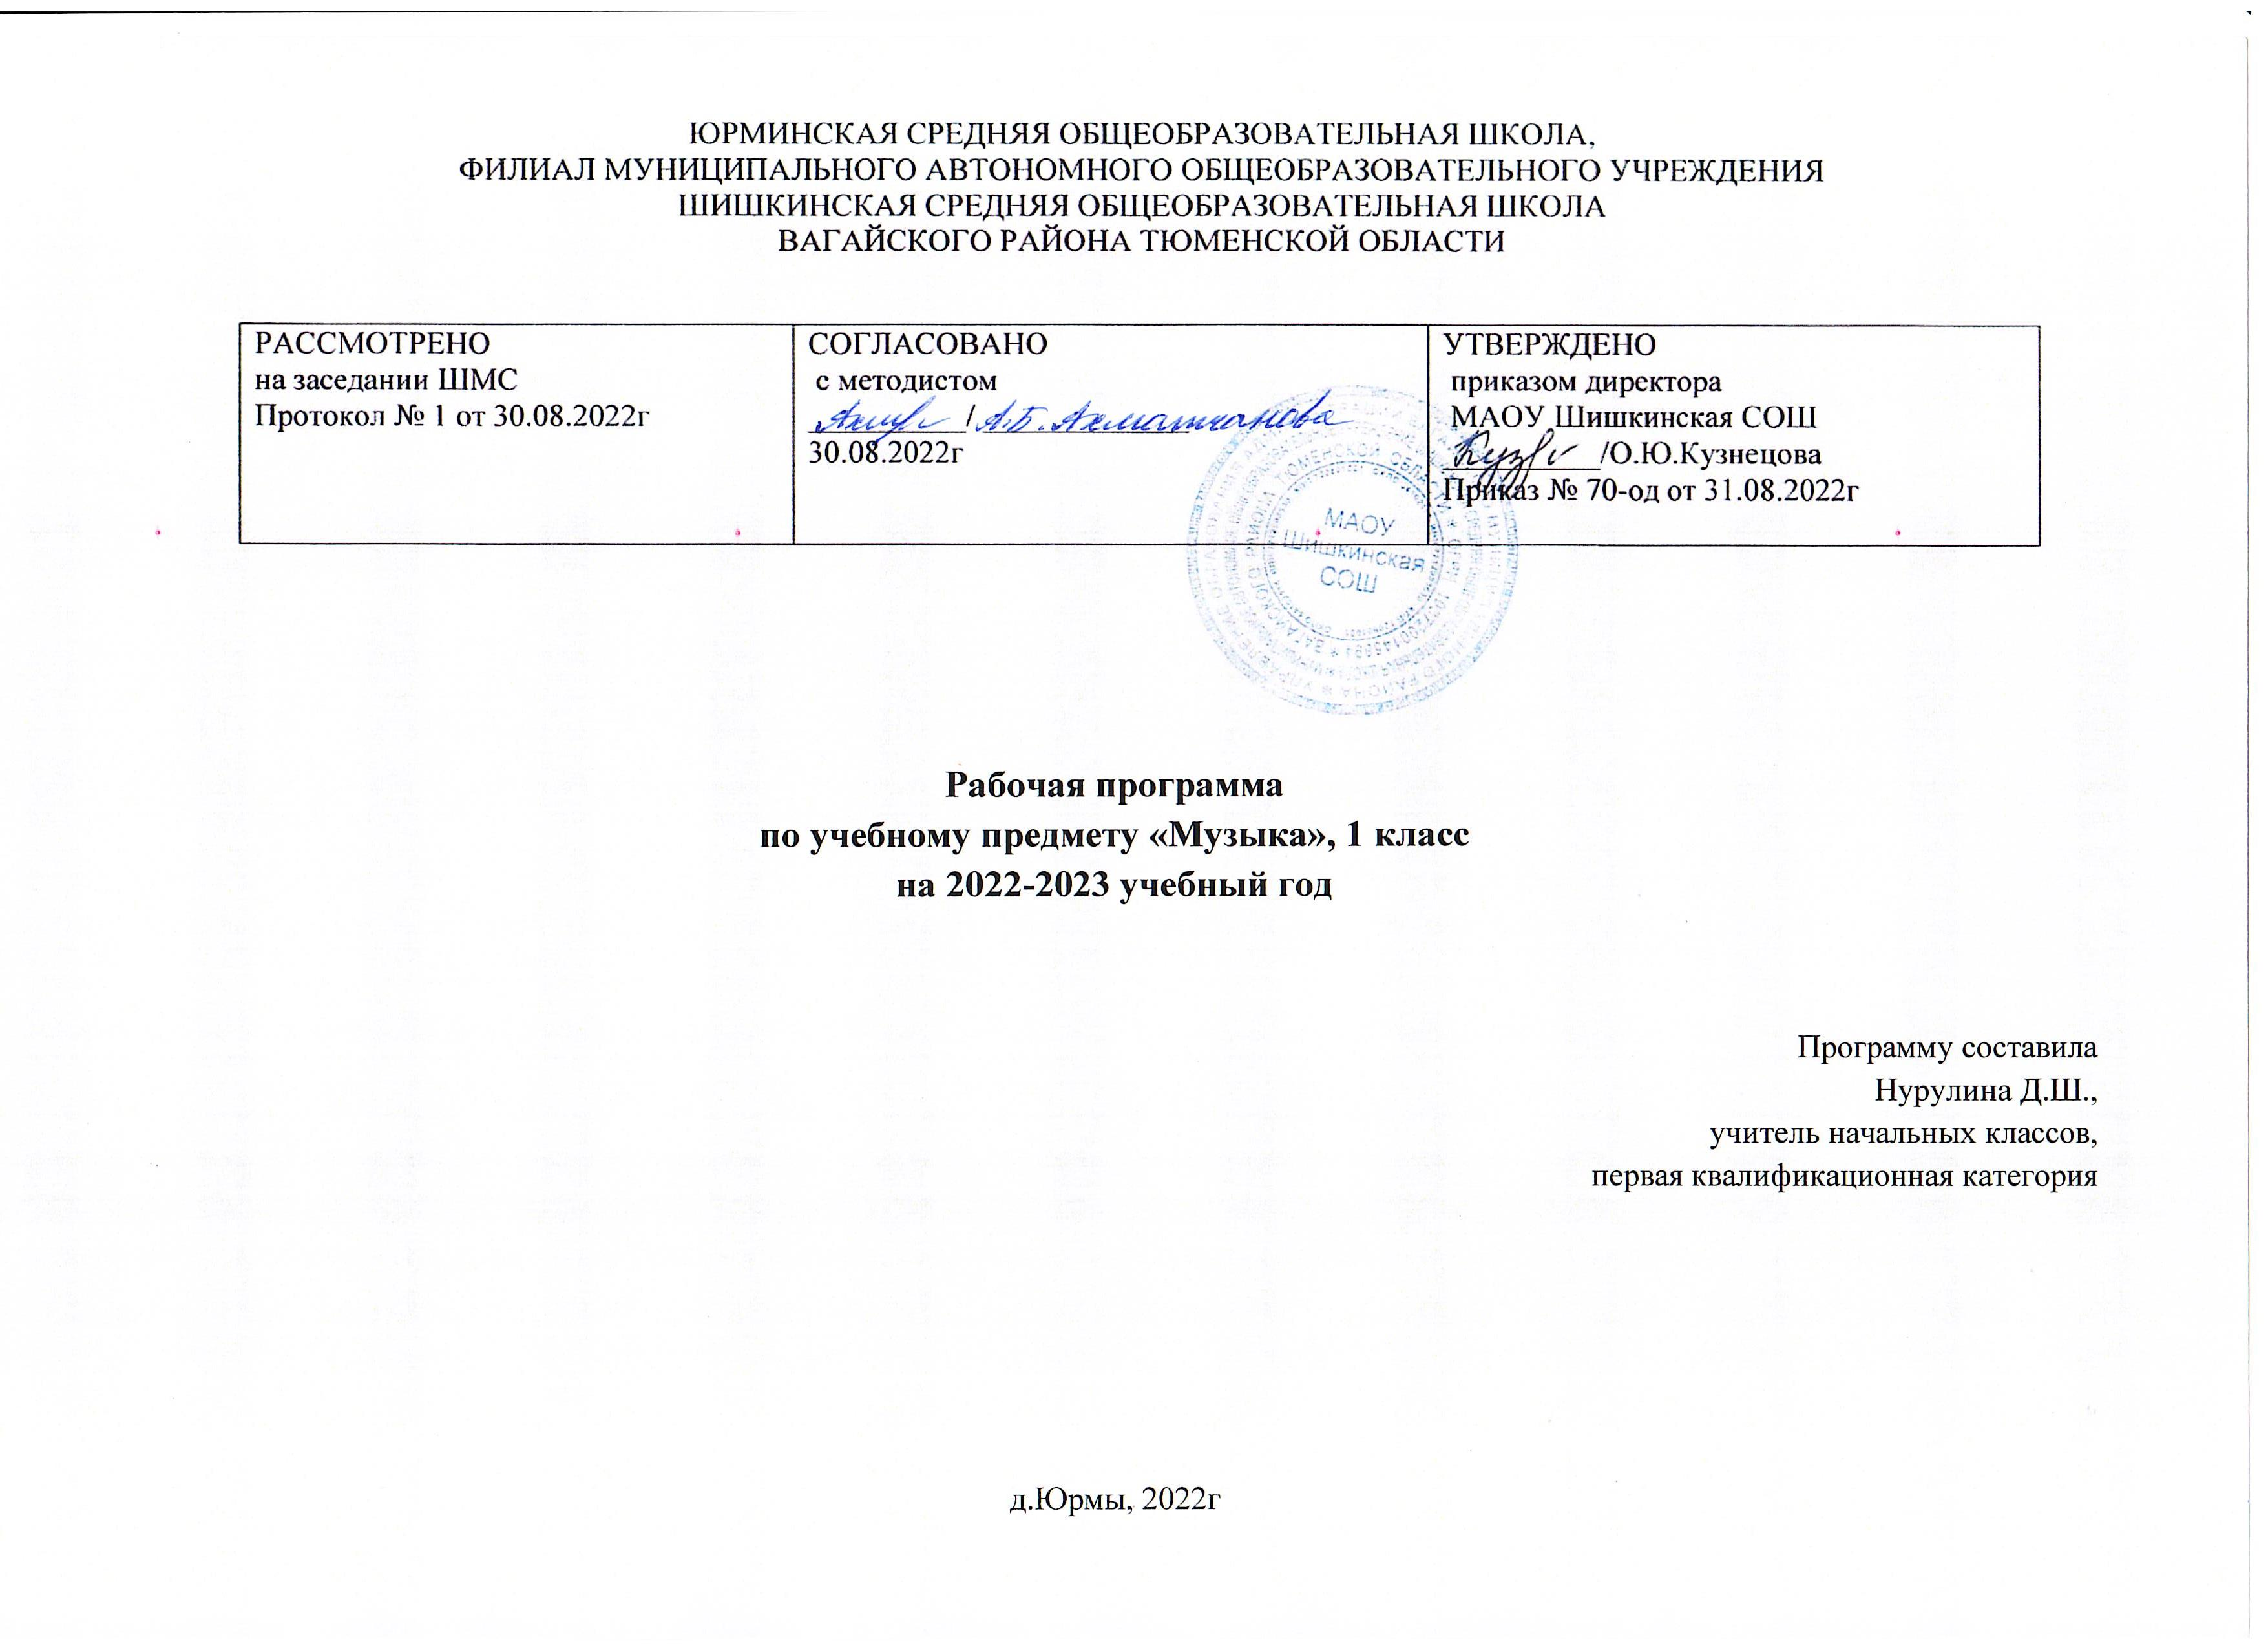 ЮРМИНСКАЯ СРЕДНЯЯ ОБЩЕОБРАЗОВАТЕЛЬНАЯ ШКОЛА,
ФИЛИАЛ МУНИЦИПАЛЬНОГО АВТОНОМНОГО ОБЩЕОБРАЗОВАТЕЛЬНОГО УЧРЕЖДЕНИЯ
ШИШКИНСКАЯ СРЕДНЯЯ ОБЩЕОБРАЗОВАТЕЛЬНАЯ ШКОЛА
ВАГАЙСКОГО РАЙОНА ТЮМЕНСКОЙ ОБЛАСТИ
РАССМОТРЕНО
на заседании ШМС
Протокол № 1 от 30.08.2022г
СОГЛАСОВАНО
с методистом
/ А.Б.
30.08.2022г
УТВЕРЖДЕНО
приказом директора
МАОУ Шишкинская СОШ
/О.Ю.Кузнецова
Приказ № 70-од от 31.08.2022г
МАОУ
Шишкинская
СОШ
Рабочая программа
по учебному предмету «Музыка», 1 класс
на 2022-2023 учебный год
Программу составила
Нурулина Д.Ш.,
учитель начальных классов,
первая квалификационная категория
д.Юрмы, 2022г